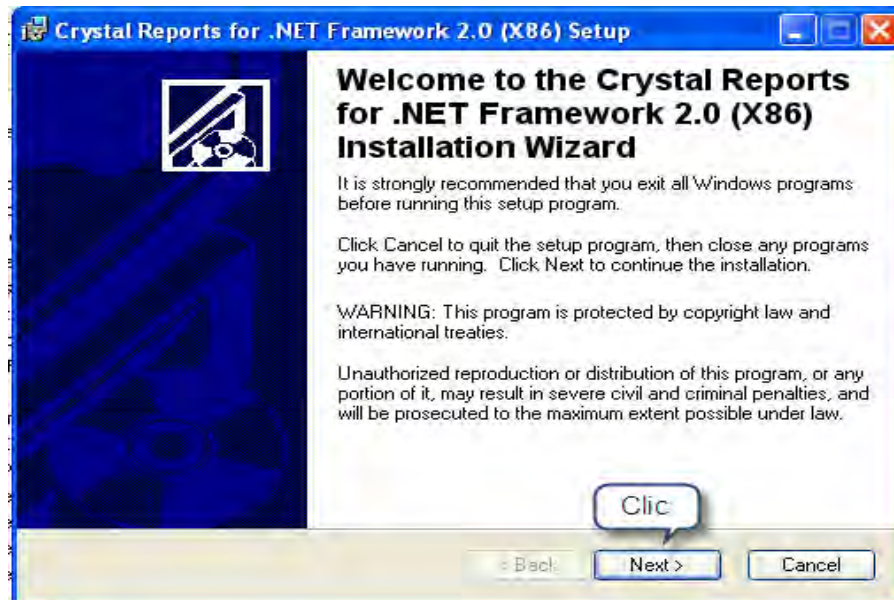 Crystal Reports for .NET Framework 2.0 (X86) Setup
Welcome to the Crystal Reports
for .NET Framework 2.0 (X86)
Installation Wizard
It is strongly recommended that you exit all Windows programs
before running this setup program.
Click Cancel to quit the setup program, then close any programs
you have running. Click Next to continue the installation.
WARNING: This program is protected by copyright law and
international treaties.
Unauthorized reproduction or distribution of this program, or any
portion of it, may result in severe civil and criminal penalties, and
will be prosecuted to the maximum extent possible under law.
Clic
< Back Next > Cancel